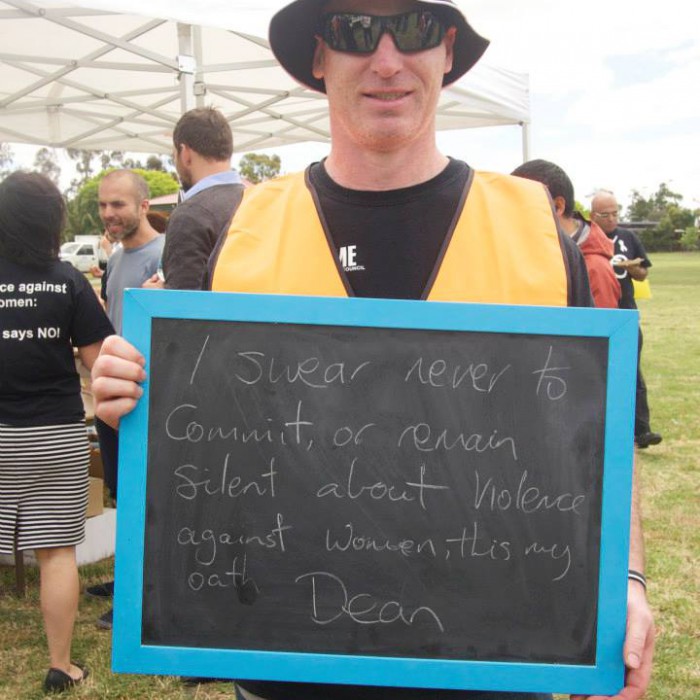 ce against
omen:
says NO!
ME
COUNCIL
I swear never to
Commit, or remain
Silent about Violence
against Women, this my
oath
Dean